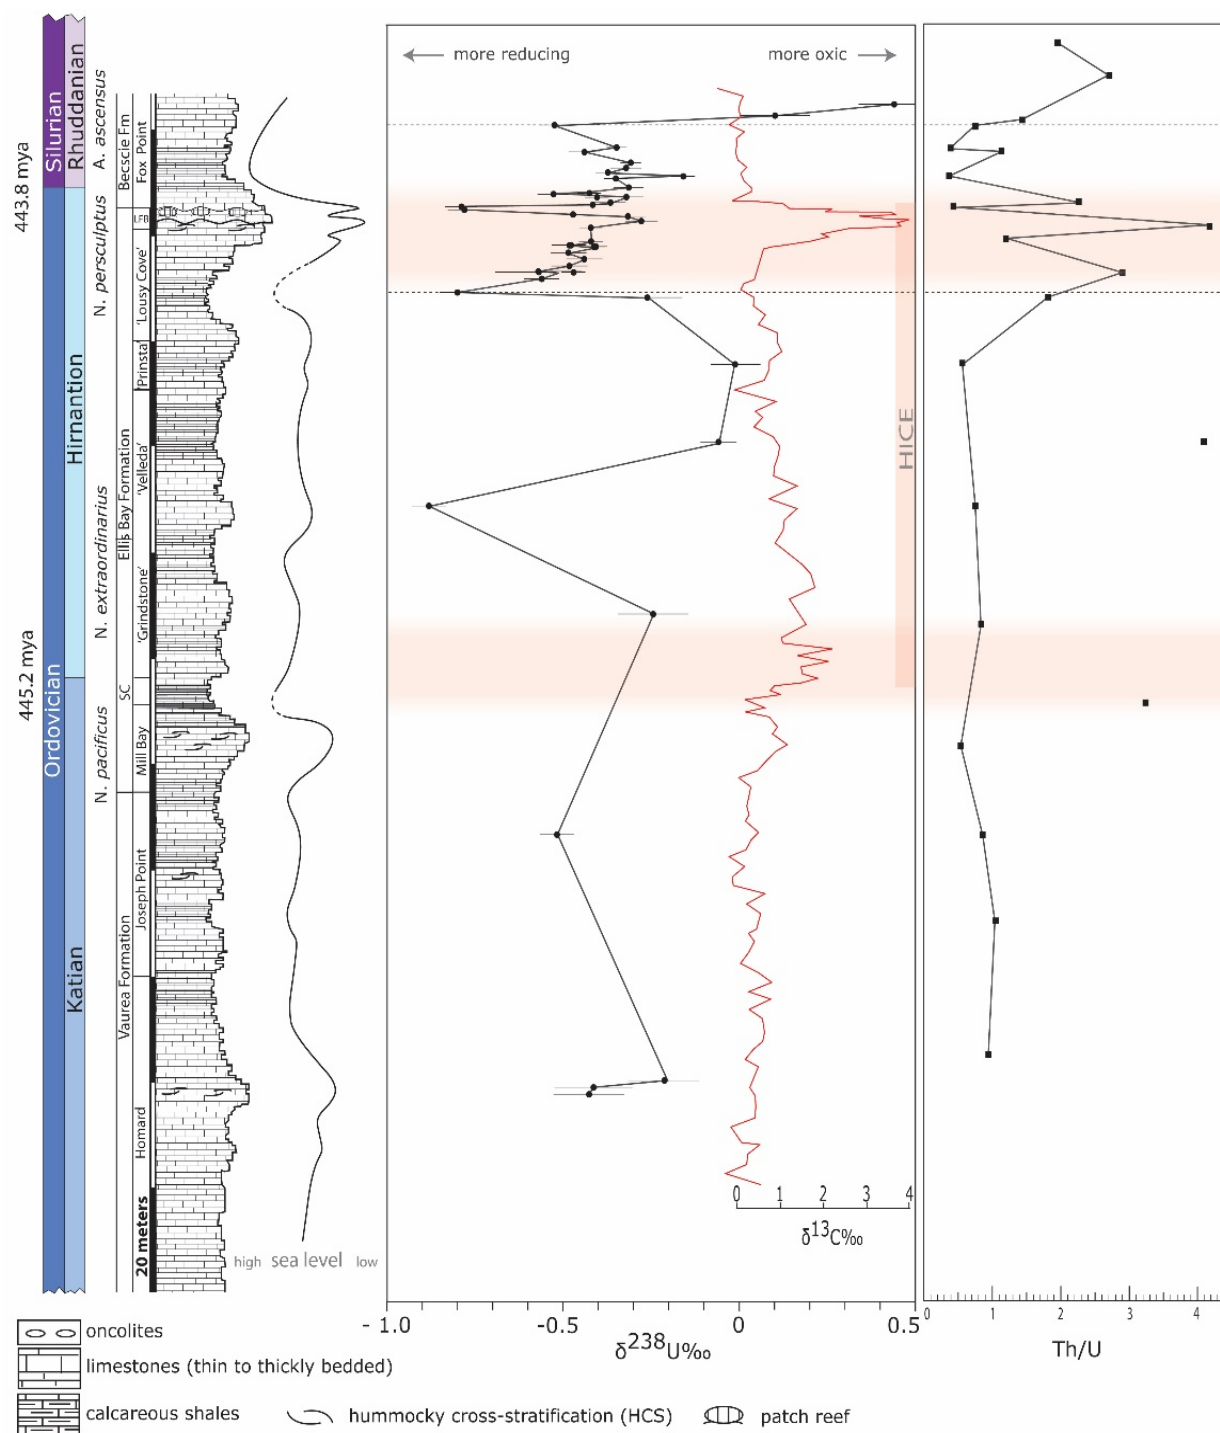 more reducing
more oxic
Silurian
Rhuddanian
A. ascensus
Becscie Fm
Fox Point
443.8 mya
LFB
N. persculptus
'Lousy Cove'
'Prinsta'
Hirnantion
HICE
'Velleda'
Ellis Bay Formation
N. extraordinarius
'Grindstone'
445.2 mya
SC
Ordovician
N. pacificus
Mill Bay
Joseph Point
Vaurea Formation
Katian
Homard
20 meters
0 1 2 3 4
δ13C‰
high sea level low
- 1.0 -0.5 0 0.5
δ238U‰
0 1 2 3 4
Th/U
oncolites
limestones (thin to thickly bedded)
calcareous shales
hummocky cross-stratification (HCS)
patch reef